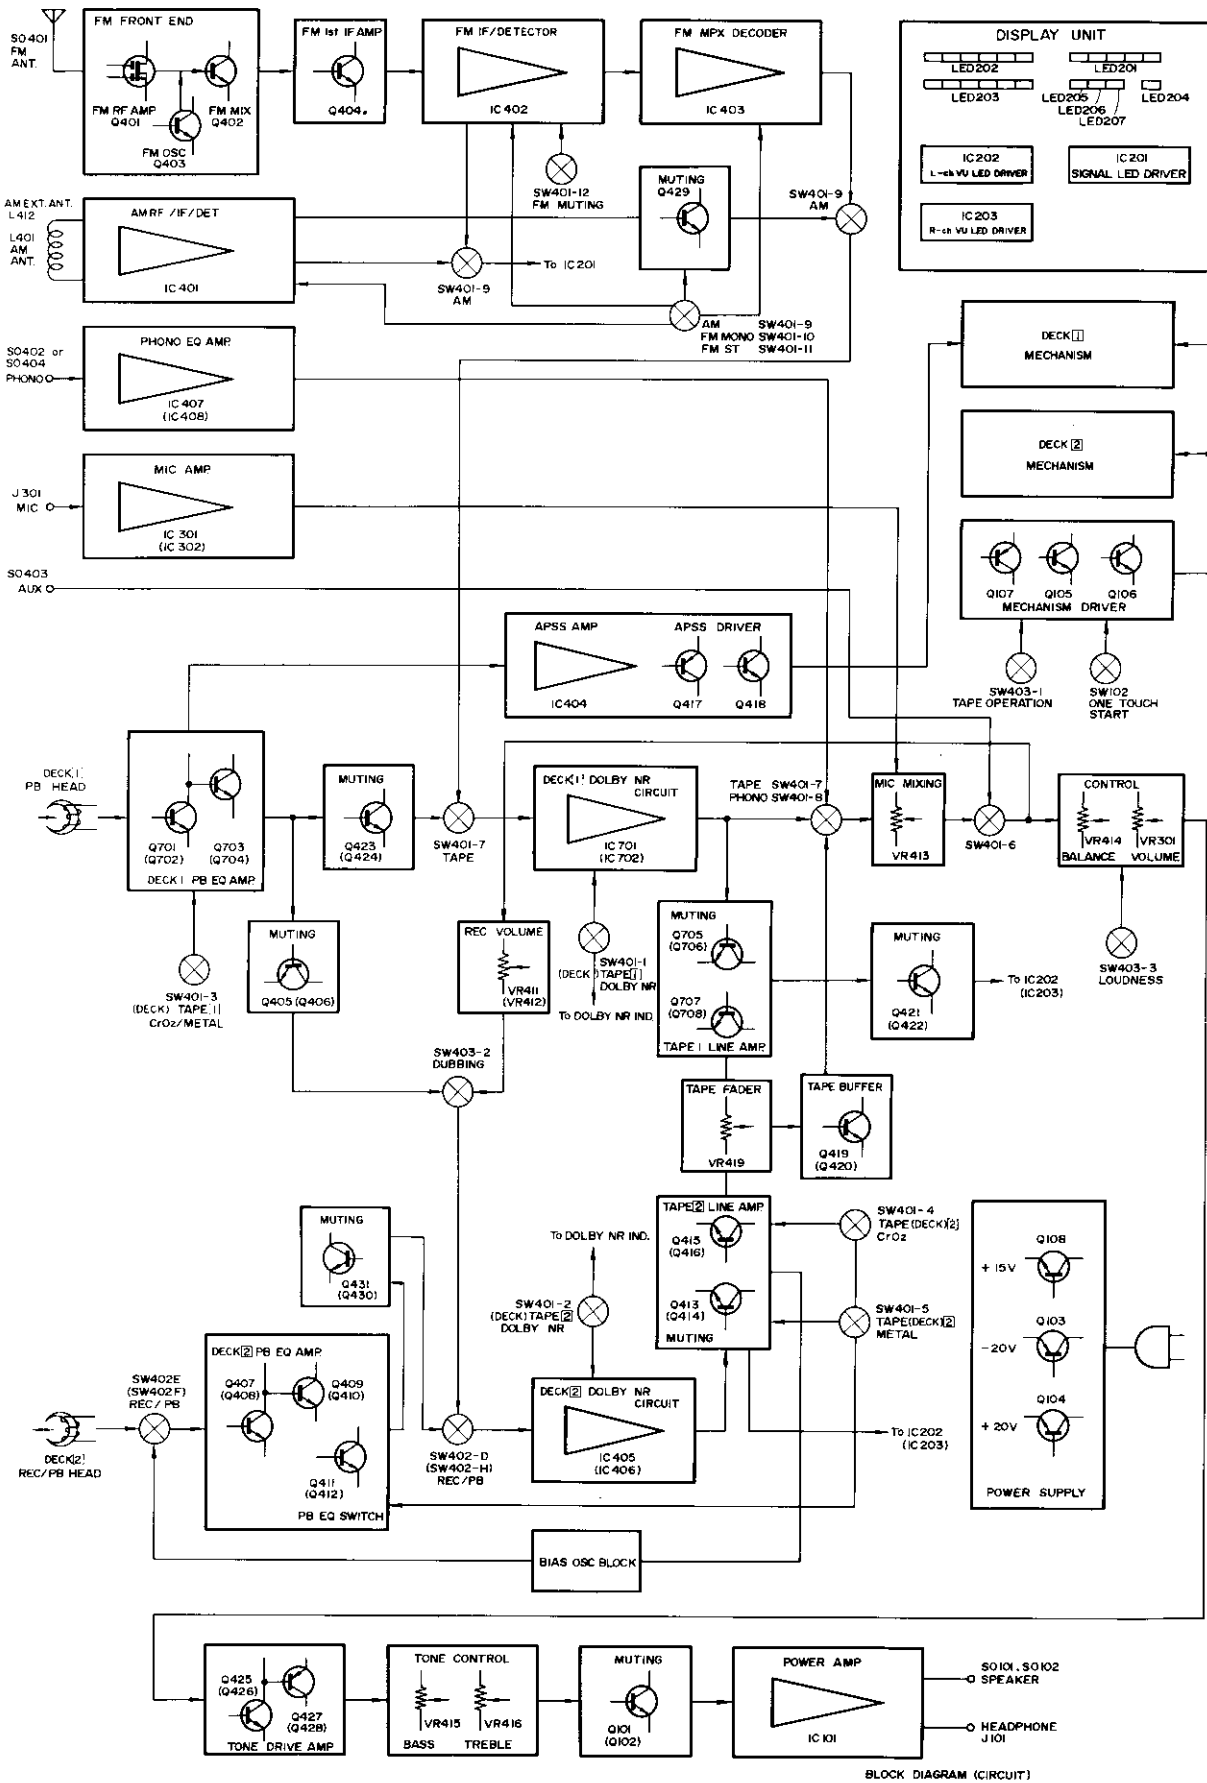 SO401
FM
ANT.
FM FRONT END
FM RF AMP
Q401
FM MIX
Q402
FM OSC
Q403
FM 1st IF AMP
Q404
FM IF/DETECTOR
IC402
FM MPX DECODER
IC403
DISPLAY UNIT
LED202
LED201
LED203
LED205
LED206
LED207
LED204
IC202
L-ch VU LED DRIVER
IC201
SIGNAL LED DRIVER
IC203
R-ch VU LED DRIVER
SW401-12
FM MUTING
MUTING
Q429
SW401-9
AM
AM EXT. ANT.
L412
L401
AM
ANT.
AM RF /IF/DET
IC401
SW401-9
AM
To IC201
AM SW401-9
FM MONO SW401-10
FM ST SW401-11
SO402 or
SO404
PHONO
PHONO EQ AMP.
IC407
(IC408)
DECK 1
MECHANISM
DECK 2
MECHANISM
J301
MIC
MIC AMP.
IC 301
(IC302)
SO403
AUX
Q107
Q105
Q106
MECHANISM DRIVER
SW403-1
TAPE OPERATION
SW102
ONE TOUCH
START
APSS AMP
APSS DRIVER
IC404
Q417
Q418
DECK[1]
PB HEAD
Q701
(Q702)
Q703
(Q704)
DECK 1 PB EQ AMP.
MUTING
Q423
(Q424)
SW401-7
TAPE
DECK[1] DOLBY NR
CIRCUIT
IC701
(IC702)
TAPE SW401-7
PHONO SW401-8
MIC MIXING
VR413
SW401-6
CONTROL
VR414
BALANCE
VR301
VOLUME
SW401-3
(DECK) TAPE[1]
CrO2/METAL
MUTING
Q405 (Q406)
REC VOLUME
VR411
(VR412)
SW401-1
(DECK) TAPE[1]
DOLBY NR
To DOLBY NR IND.
MUTING
Q705
(Q706)
Q707
(Q708)
TAPE 1 LINE AMP.
MUTING
Q421
(Q422)
To IC202
(IC203)
SW403-3
LOUDNESS
SW403-2
DUBBING
TAPE FADER
VR419
TAPE BUFFER
Q419
(Q420)
MUTING
Q431
(Q430)
To DOLBY NR IND.
SW401-2
(DECK) TAPE[2]
DOLBY NR
TAPE[2] LINE AMP.
Q415
(Q416)
Q413
(Q414)
MUTING
SW401-4
TAPE(DECK)[2]
CrO2
SW401-5
TAPE(DECK)[2]
METAL
Q108
+15V
Q103
-20V
Q104
+20V
POWER SUPPLY
DECK[2]
REC/PB HEAD
SW402E
(SW402F)
REC/PB
DECK[2] PB EQ AMP.
Q407
(Q408)
Q409
(Q410)
Q411
(Q412)
PB EQ SWITCH
SW402-D
(SW402-H)
REC/PB
DECK[2] DOLBY NR
CIRCUIT
IC405
(IC406)
To IC202
(IC203)
BIAS OSC BLOCK
Q425
(Q426)
Q427
(Q428)
TONE DRIVE AMP.
TONE CONTROL
VR415
BASS
VR416
TREBLE
MUTING
Q101
(Q102)
POWER AMP
IC101
SO101, SO102
SPEAKER
HEADPHONE
J101
BLOCK DIAGRAM (CIRCUIT)